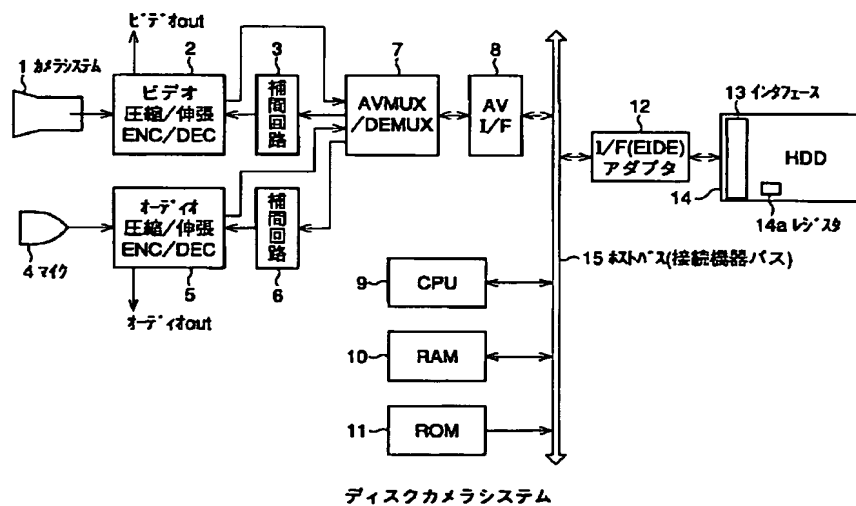 ビデオout
1 カメラシステム
2
ビデオ
圧縮/伸張
ENC/DEC
3
補間回路
7
AVMUX
/DEMUX
8
AV
I/F
12
I/F(EIDE)
アダプタ
13 インタフェース
HDD
14
14a レジスタ
4 マイク
オーディオ
圧縮/伸張
ENC/DEC
5
補間回路
6
オーディオout
15 ホストバス(接続機器バス)
9
CPU
10
RAM
11
ROM
ディスクカメラシステム